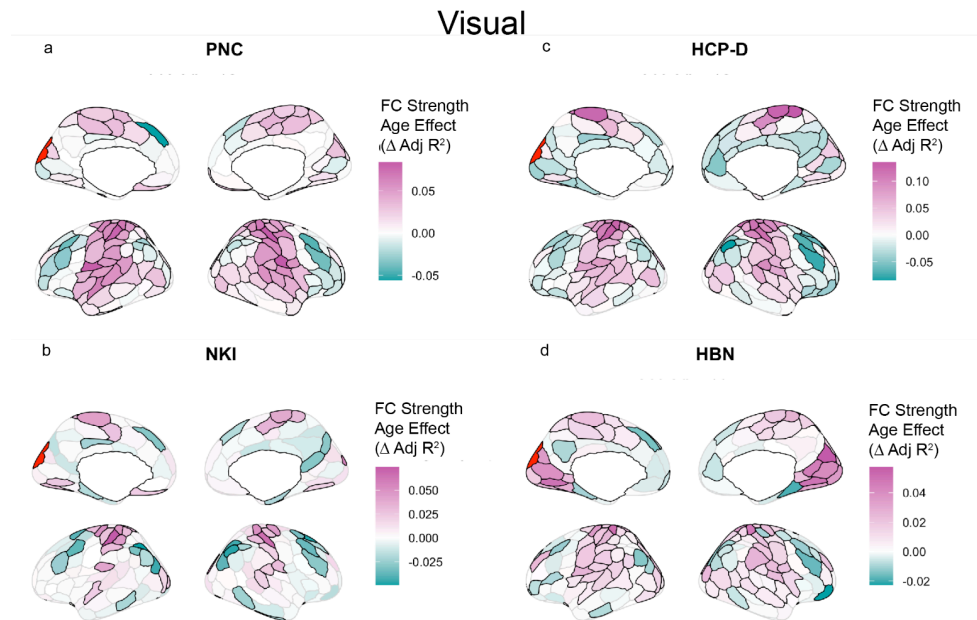 Visual
a
PNC
FC Strength
Age Effect
(Δ Adj R²)
0.05
0.00
-0.05
c
HCP-D
FC Strength
Age Effect
(Δ Adj R²)
0.10
0.05
0.00
-0.05
b
NKI
FC Strength
Age Effect
(Δ Adj R²)
0.050
0.025
0.000
-0.025
d
HBN
FC Strength
Age Effect
(Δ Adj R²)
0.04
0.02
0.00
-0.02